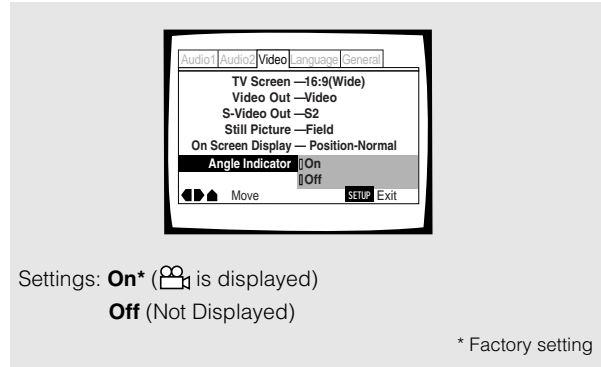 Audio1 Audio2 Video Language General
TV Screen —16:9(Wide)
Video Out —Video
S-Video Out —S2
Still Picture —Field
On Screen Display — Position-Normal
Angle Indicator ▯On
▯Off
Move SETUP Exit
Settings: On* ( is displayed)
Off (Not Displayed)
* Factory setting